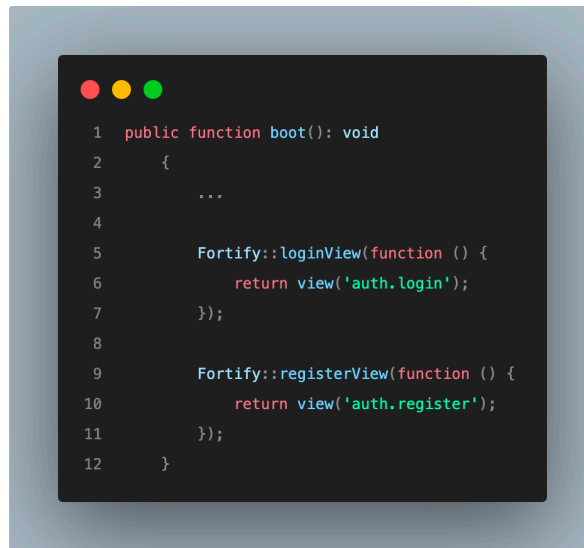 1 public function boot(): void
2 {
3 ...
4
5 Fortify::loginView(function () {
6 return view('auth.login');
7 });
8
9 Fortify::registerView(function () {
10 return view('auth.register');
11 });
12 }